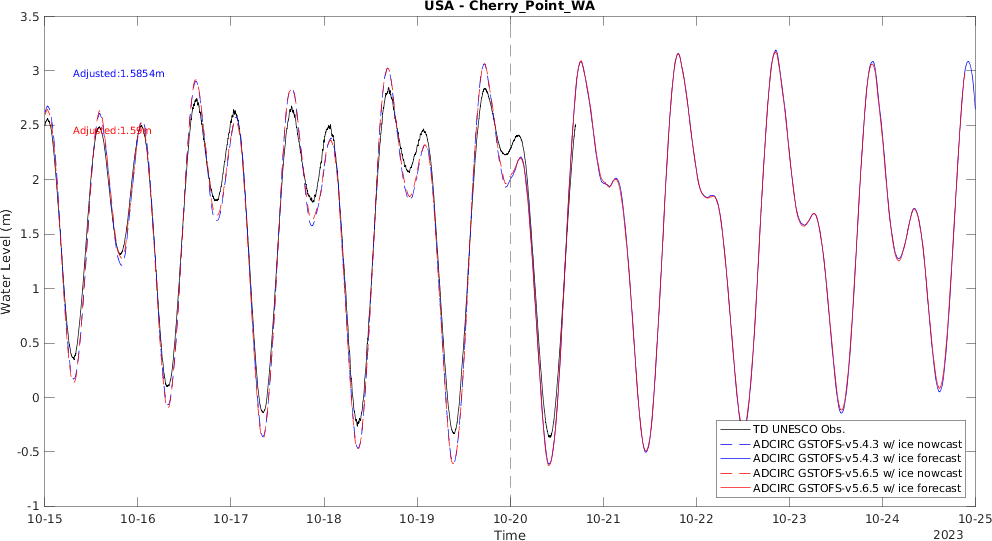 USA - Cherry_Point_WA
3.5
3
2.5
2
1.5
1
0.5
0
-0.5
-1
Water Level (m)
Adjusted:1.5854m
Adjusted:1.59m
TD UNESCO Obs.
ADCIRC GSTOFS-v5.4.3 w/ ice nowcast
ADCIRC GSTOFS-v5.4.3 w/ ice forecast
ADCIRC GSTOFS-v5.6.5 w/ ice nowcast
ADCIRC GSTOFS-v5.6.5 w/ ice forecast
10-15 10-16 10-17 10-18 10-19 10-20 10-21 10-22 10-23 10-24 10-25
Time
2023